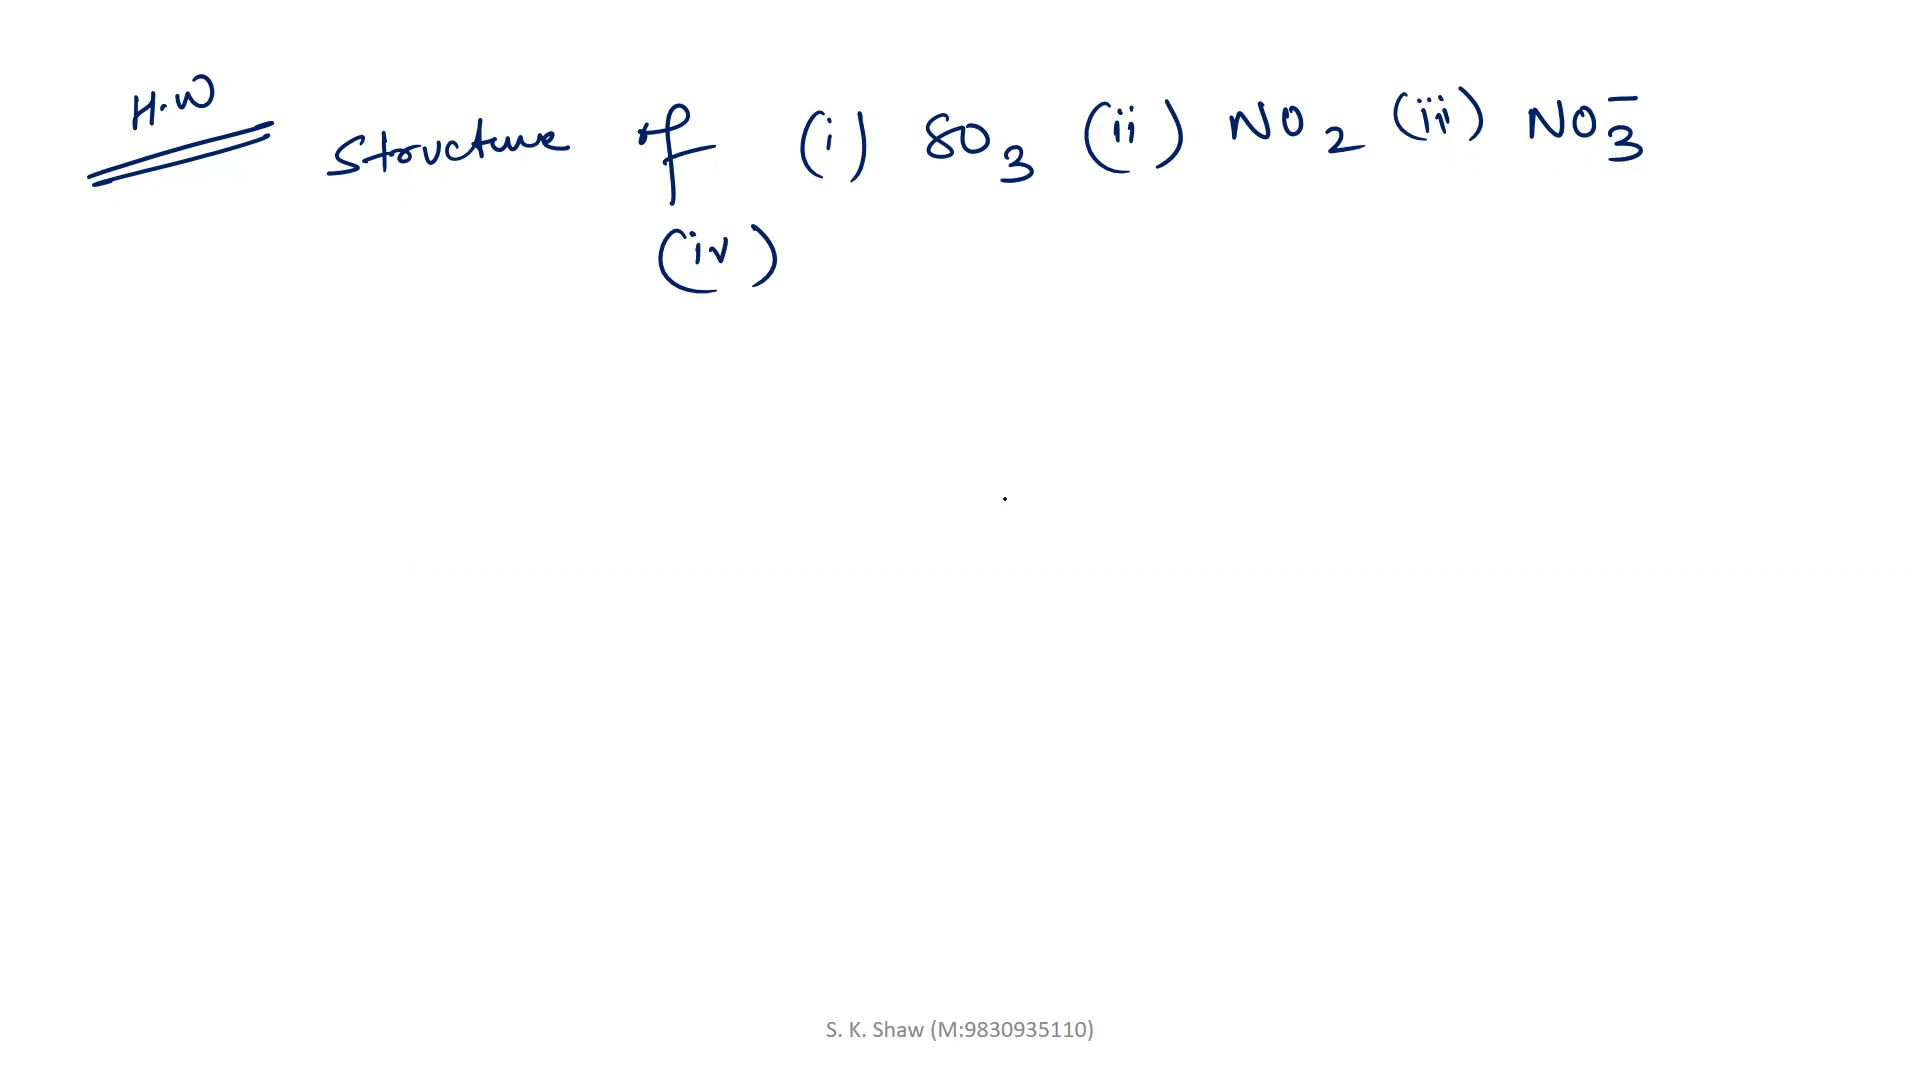 H.W
Structure of (i) SO3 (ii) NO2 (iii) NO3−
(iv)
S. K. Shaw (M:9830935110)